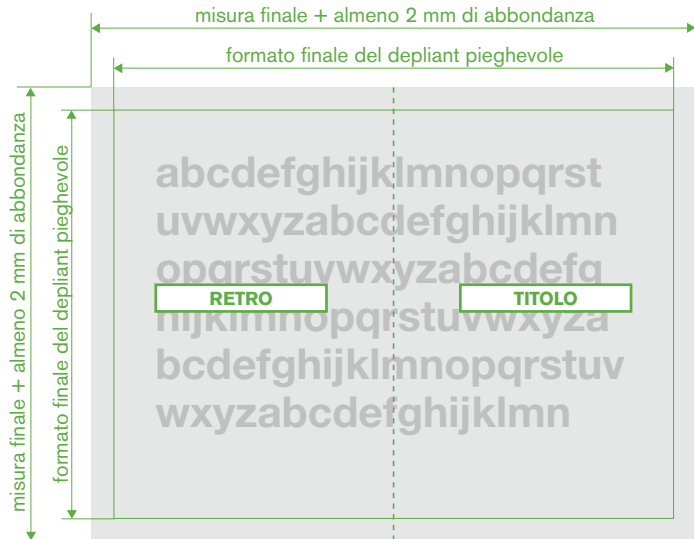 misura finale + almeno 2 mm di abbondanza
formato finale del depliant pieghevole
misura finale + almeno 2 mm di abbondanza
formato finale del depliant pieghevole
abcdefghijklmnopqrst
uvwxyzabcdefghijklmn
opqrstuvwxyzabcdefg
RETRO
TITOLO
hijklmnopqrstuvwxyza
bcdefghijklmnopqrstuv
wxyzabcdefghijklmn